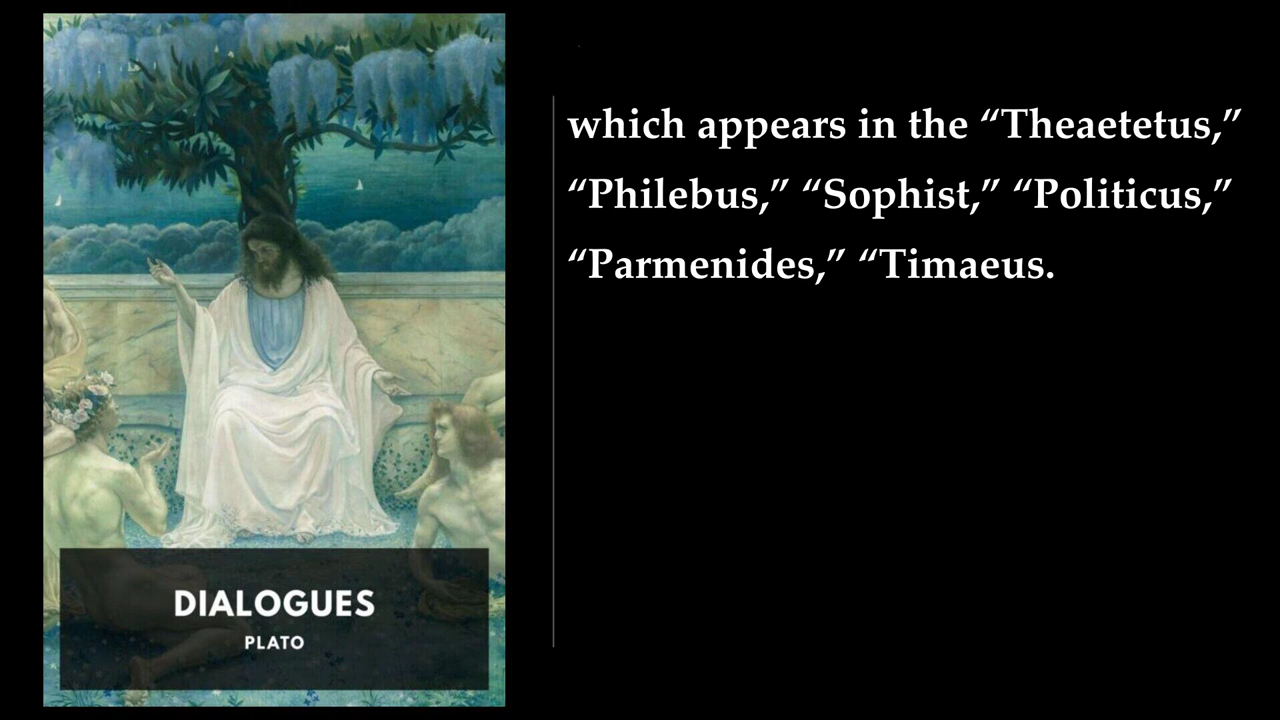 which appears in the “Theaetetus,”
“Philebus,” “Sophist,” “Politicus,”
“Parmenides,” “Timaeus.
DIALOGUES
PLATO